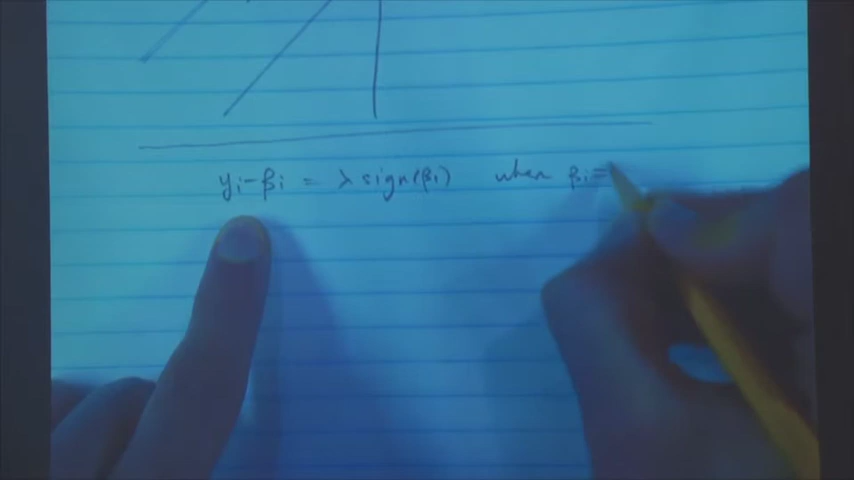 yi-βi = λ sign(βi) when βi=